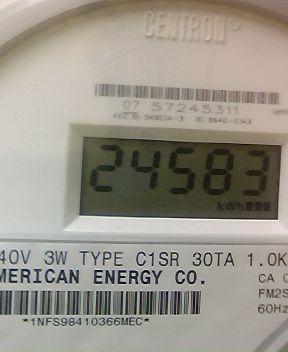 CENTRON®
07 57245311
24583
kWh
40V 3W TYPE C1SR 30TA 1.0K
MERICAN ENERGY CO.
CA
FM2S
60Hz
*1NFS98410366MEC*